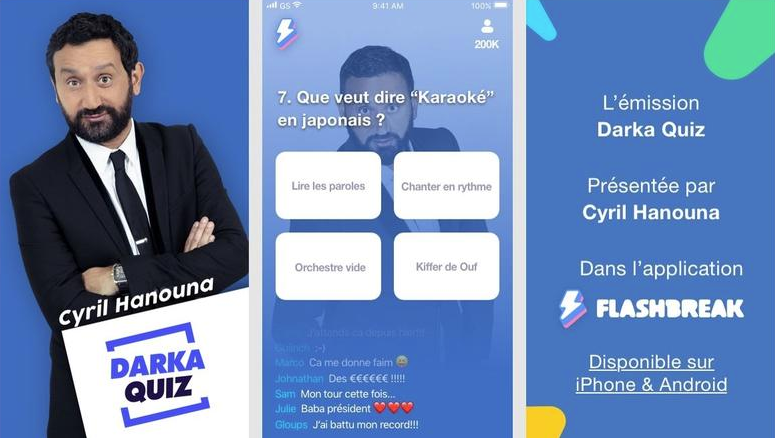 Cyril Hanouna
DARKA
QUIZ
GS
9:41 AM
100%
200K
7. Que veut dire “Karaoké”
en japonais ?
Lire les paroles
Chanter en rythme
Orchestre vide
Kiffer de Ouf
;-)
Marco Ca me donne faim 😄
Johnathan Des €€€€€€ !!!!!
Sam Mon tour cette fois...
Julie Baba président ❤❤❤
Gloups J'ai battu mon record!!!
L’émission
Darka Quiz
Présentée par
Cyril Hanouna
Dans l’application
FLASHBREAK
Disponible sur
iPhone & Android